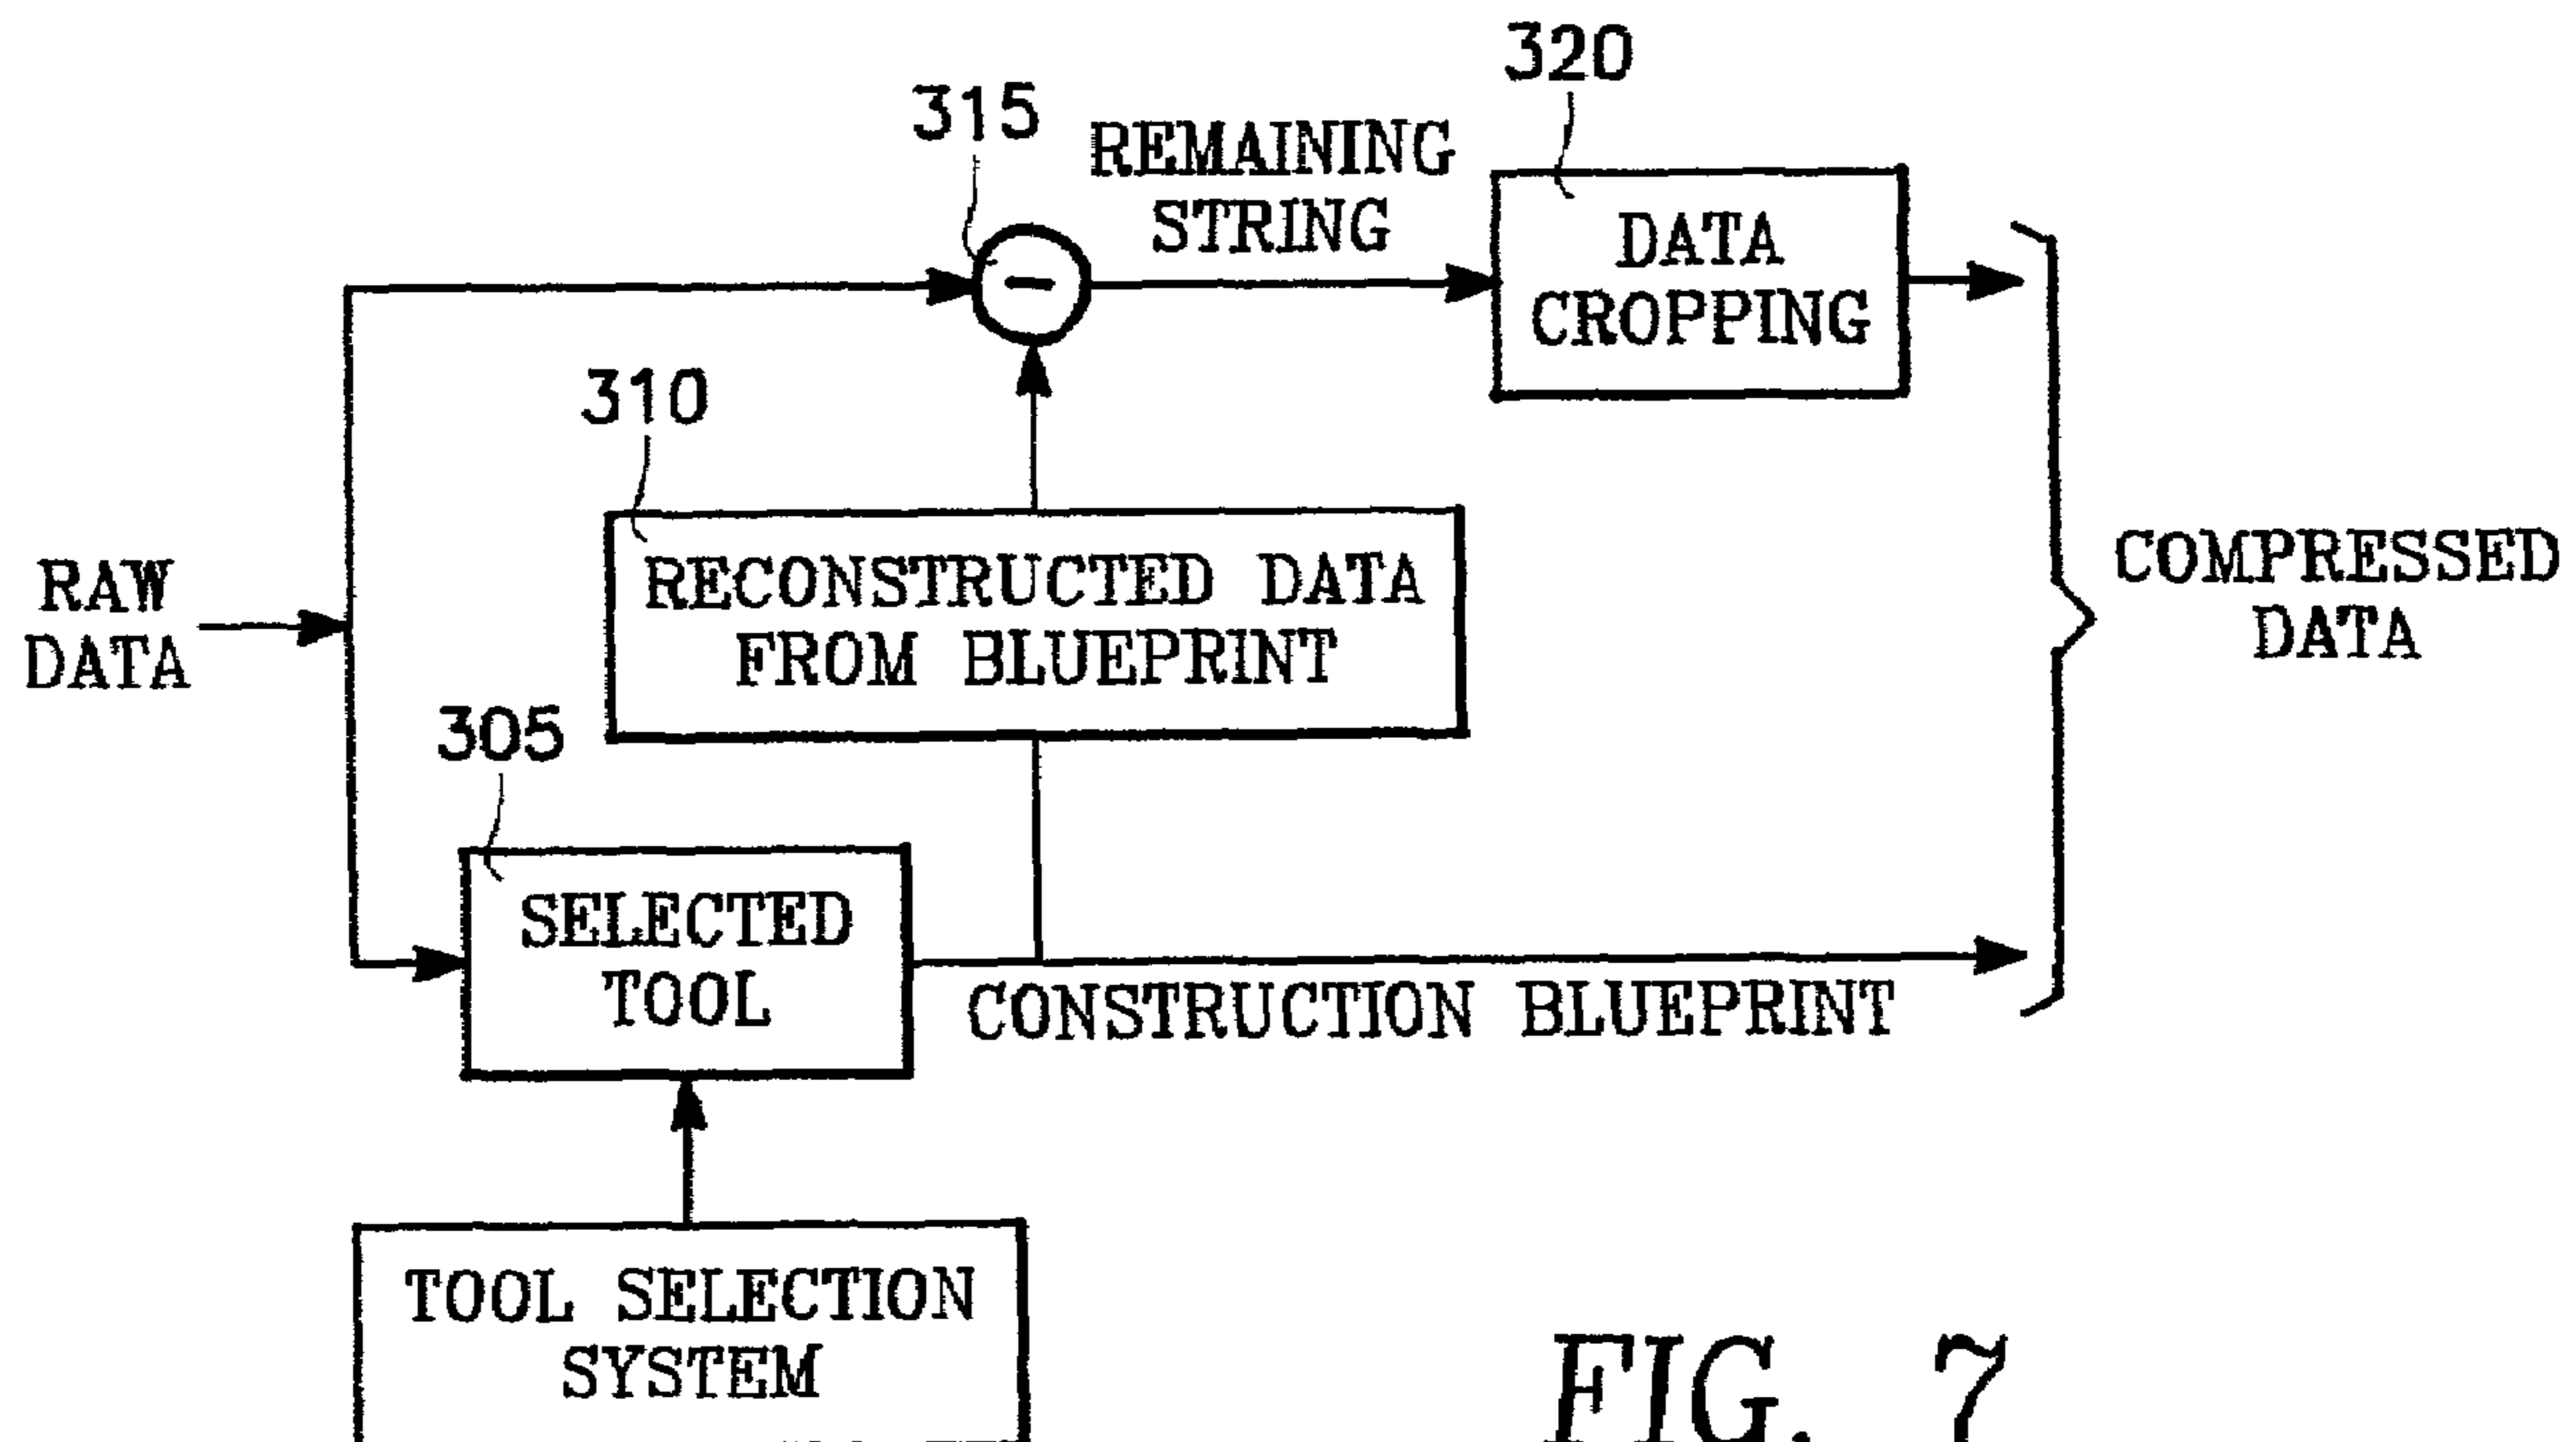 320
315
REMAINING
STRING
DATA
CROPPING
310
RAW
DATA
RECONSTRUCTED DATA
FROM BLUEPRINT
COMPRESSED
DATA
305
SELECTED
TOOL
CONSTRUCTION BLUEPRINT
TOOL SELECTION
SYSTEM
FIG. 7